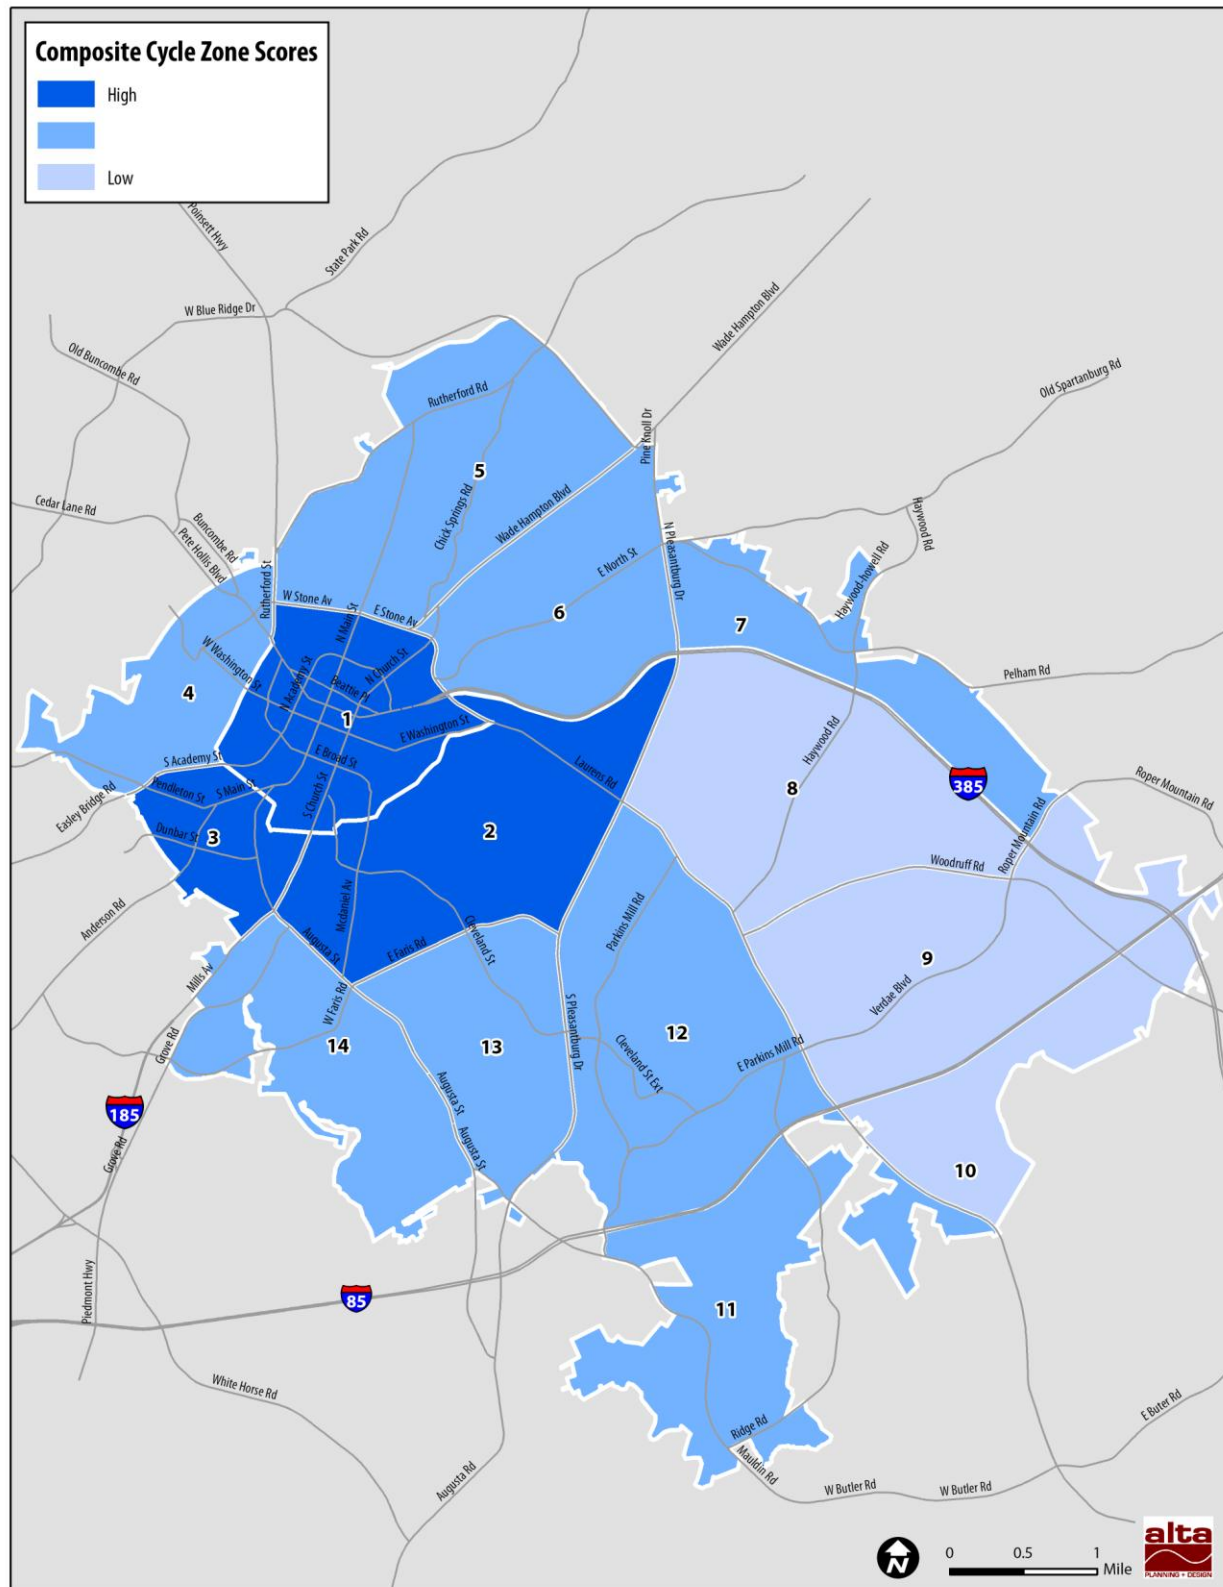 Composite Cycle Zone Scores
High
Low
Poinsett Hwy
State Park Rd
W Blue Ridge Dr
Old Buncombe Rd
Wade Hampton Blvd
Old Spartanburg Rd
Rutherford Rd
Pine Knoll Dr
5
Chick Springs Rd
Wade Hampton Blvd
Cedar Lane Rd
Buncombe Rd
Pete Hollis Blvd
Haywood Rd
N Pleasantburg Dr
E North St
Haywood-howell Rd
Rutherford St
W Stone Av
E Stone Av
N Main St
6
7
W Washington St
N Academy St
N Church St
Beattie Pl
Pelham Rd
4
1
E Washington St
E Broad St
Haywood Rd
S Academy St
Laurens Rd
Pendleton St
S Main St
S Church St
Easley Bridge Rd
8
385
Roper Mountain Rd
Roper Mountain Rd
Dunbar St
3
2
Woodruff Rd
Anderson Rd
Mcdaniel Av
Parkins Mill Rd
Cleveland St
Augusta St
E Faris Rd
9
Mills Av
Verdae Blvd
W Faris Rd
S Pleasantburg Dr
14
13
12
Grove Rd
Cleveland St Ext
E Parkins Mill Rd
Augusta St
185
Grove Rd
Augusta St
10
Piedmont Hwy
85
11
White Horse Rd
E Buter Rd
Ridge Rd
Mauldin Rd
Augusta Rd
W Butler Rd
W Butler Rd
N
0 0.5 1
Mile
alta
PLANNING + DESIGN